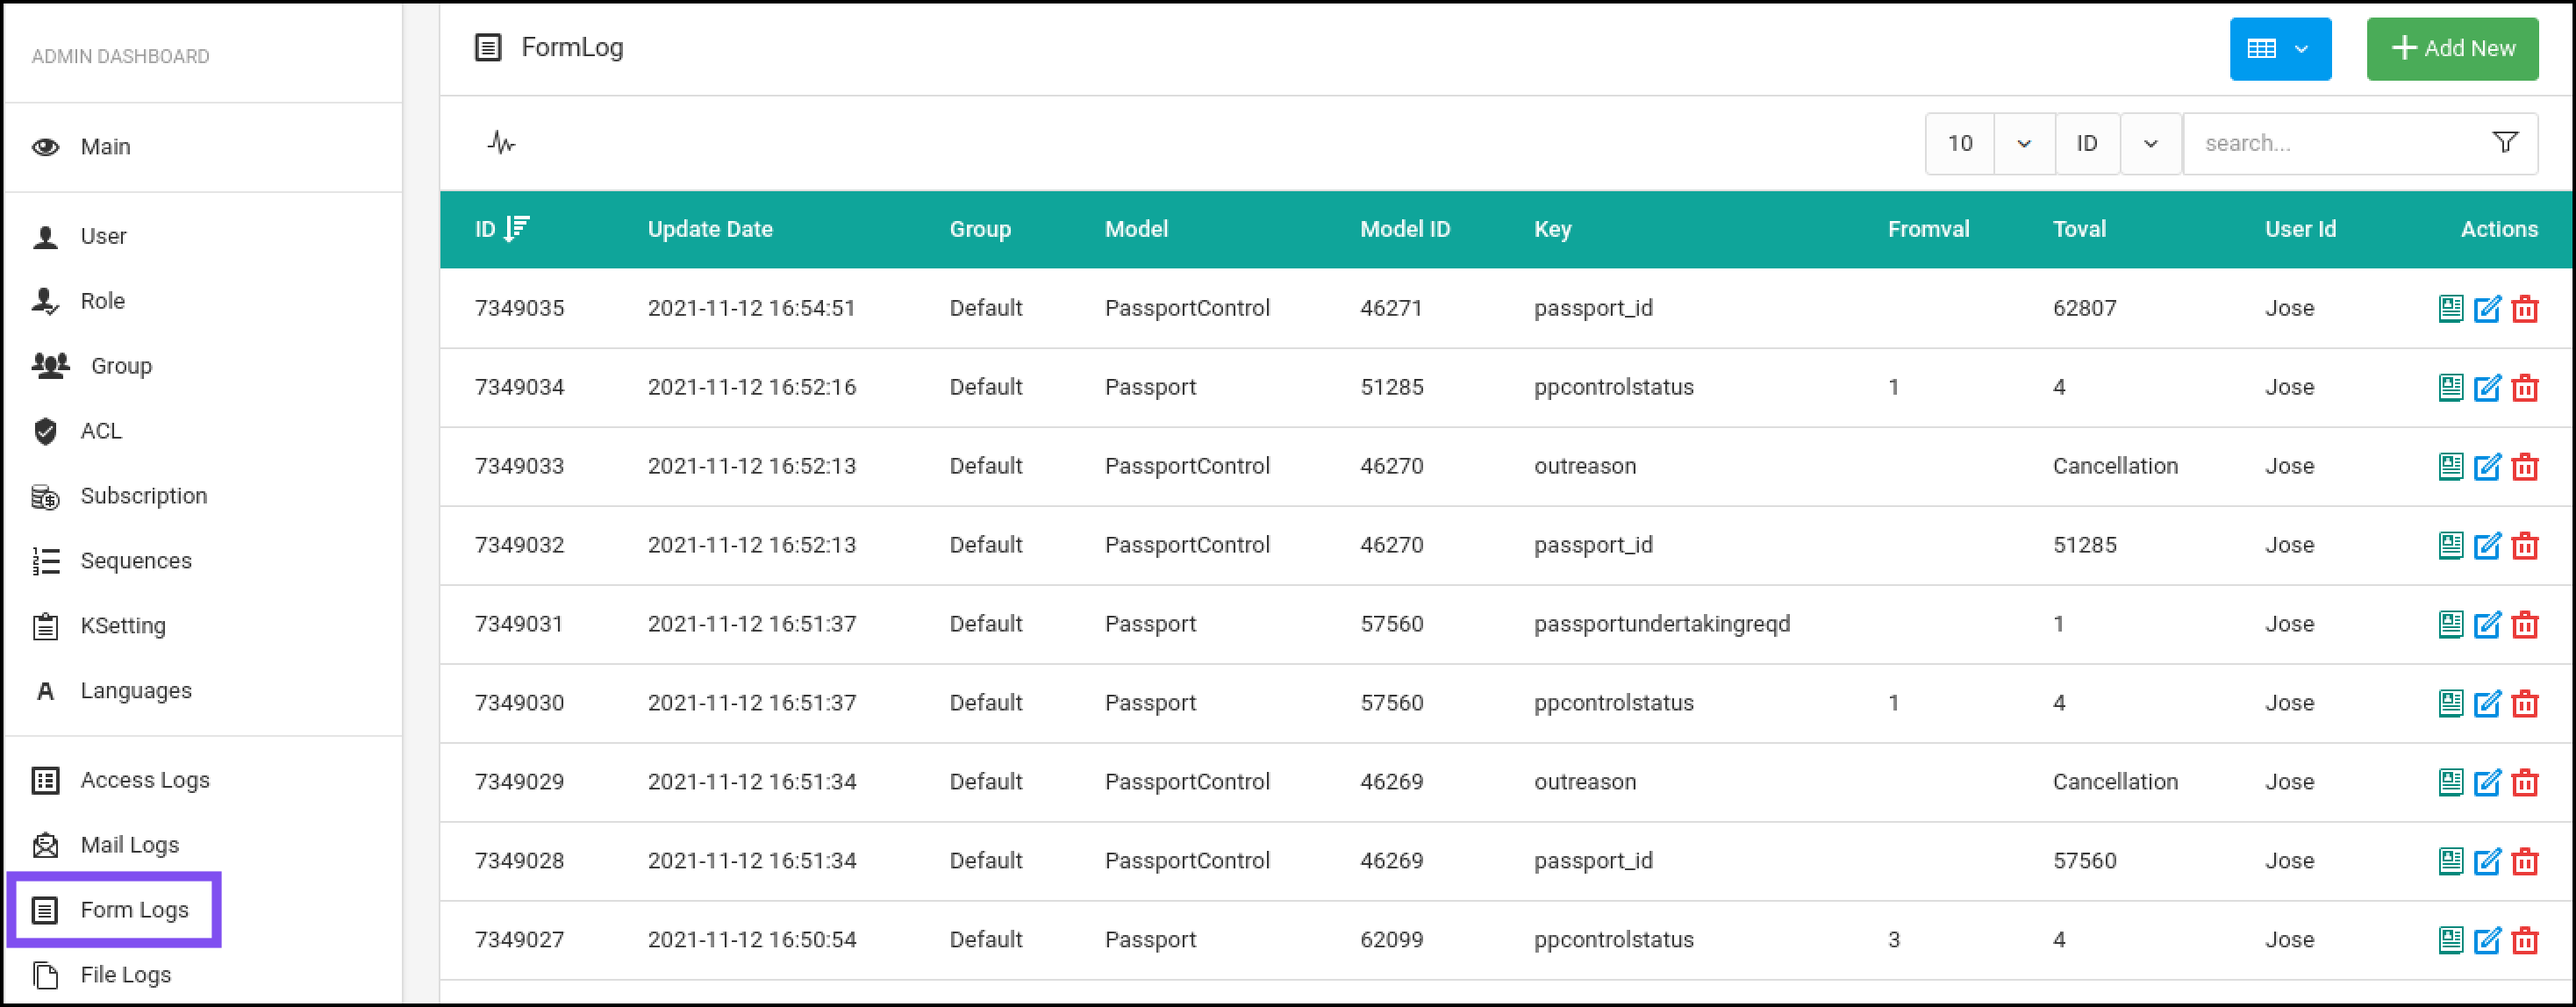 ADMIN DASHBOARD
Main
User
Role
Group
ACL
Subscription
Sequences
KSetting
Languages
Access Logs
Mail Logs
Form Logs
File Logs
FormLog
Add New
10 ID search...
ID Update Date Group Model Model ID Key Fromval Toval User Id Actions
7349035 2021-11-12 16:54:51 Default PassportControl 46271 passport_id 62807 Jose
7349034 2021-11-12 16:52:16 Default Passport 51285 ppcontrolstatus 1 4 Jose
7349033 2021-11-12 16:52:13 Default PassportControl 46270 outreason Cancellation Jose
7349032 2021-11-12 16:52:13 Default PassportControl 46270 passport_id 51285 Jose
7349031 2021-11-12 16:51:37 Default Passport 57560 passportundertakingreqd 1 Jose
7349030 2021-11-12 16:51:37 Default Passport 57560 ppcontrolstatus 1 4 Jose
7349029 2021-11-12 16:51:34 Default PassportControl 46269 outreason Cancellation Jose
7349028 2021-11-12 16:51:34 Default PassportControl 46269 passport_id 57560 Jose
7349027 2021-11-12 16:50:54 Default Passport 62099 ppcontrolstatus 3 4 Jose